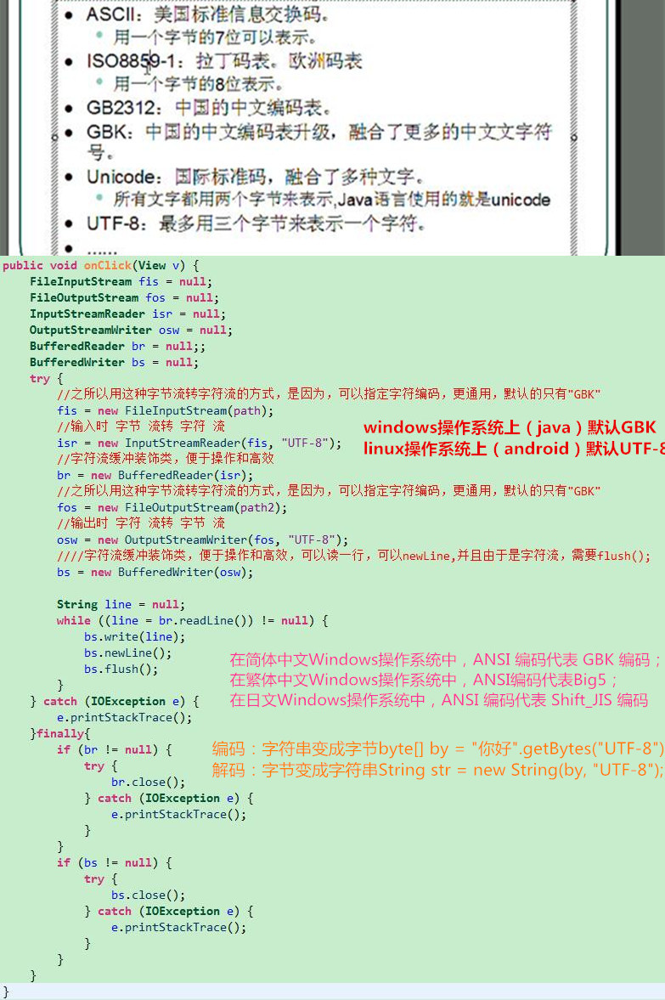 • ASCII：美国标准信息交换码。
• 用一个字节的7位可以表示。
• ISO8859-1：拉丁码表。欧洲码表
• 用一个字节的8位表示。
• GB2312：中国的中文编码表。
• GBK：中国的中文编码表升级，融合了更多的中文文字符
号。
• Unicode：国际标准码，融合了多种文字。
• 所有文字都用两个字节来表示,Java语言使用的就是unicode
• UTF-8：最多用三个字节来表示一个字符。
• ......
public void onClick(View v) {
FileInputStream fis = null;
FileOutputStream fos = null;
InputStreamReader isr = null;
OutputStreamWriter osw = null;
BufferedReader br = null;;
BufferedWriter bs = null;
try {
//之所以用这种字节流转字符流的方式，是因为，可以指定字符编码，更通用，默认的只有"GBK"
fis = new FileInputStream(path);
//输入时 字节 流转 字符 流
windows操作系统上（java）默认GBK
isr = new InputStreamReader(fis, "UTF-8");
linux操作系统上（android）默认UTF-8
//字符流缓冲装饰类，便于操作和高效
br = new BufferedReader(isr);
//之所以用这种字节流转字符流的方式，是因为，可以指定字符编码，更通用，默认的只有"GBK"
fos = new FileOutputStream(path2);
//输出时 字符 流转 字节 流
osw = new OutputStreamWriter(fos, "UTF-8");
////字符流缓冲装饰类，便于操作和高效，可以读一行，可以newLine,并且由于是字符流，需要flush();
bs = new BufferedWriter(osw);
String line = null;
while ((line = br.readLine()) != null) {
bs.write(line);
bs.newLine();
在简体中文Windows操作系统中，ANSI 编码代表 GBK 编码；
bs.flush();
在繁体中文Windows操作系统中，ANSI编码代表Big5；
}
} catch (IOException e) {
在日文Windows操作系统中，ANSI 编码代表 Shift_JIS 编码
e.printStackTrace();
}finally{
if (br != null) {
编码：字符串变成字节byte[] by = "你好".getBytes("UTF-8")
try {
解码：字节变成字符串String str = new String(by, "UTF-8");
br.close();
} catch (IOException e) {
e.printStackTrace();
}
}
if (bs != null) {
try {
bs.close();
} catch (IOException e) {
e.printStackTrace();
}
}
}
}